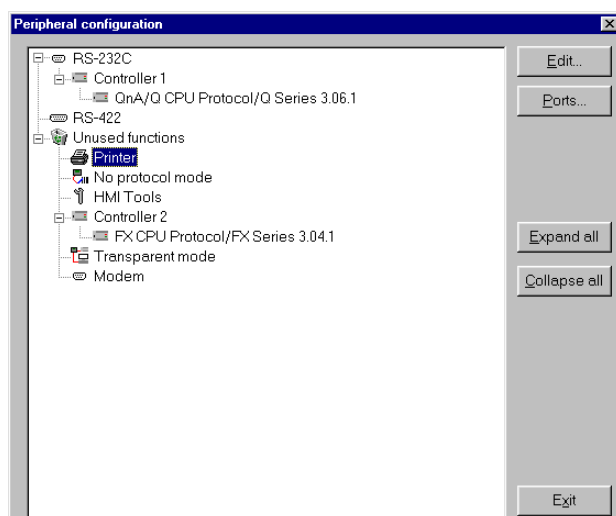 Peripheral configuration
RS-232C
Controller 1
QnA/Q CPU Protocol/Q Series 3.06.1
RS-422
Unused functions
Printer
No protocol mode
HMI Tools
Controller 2
FX CPU Protocol/FX Series 3.04.1
Transparent mode
Modem
Edit...
Ports...
Expand all
Collapse all
Exit